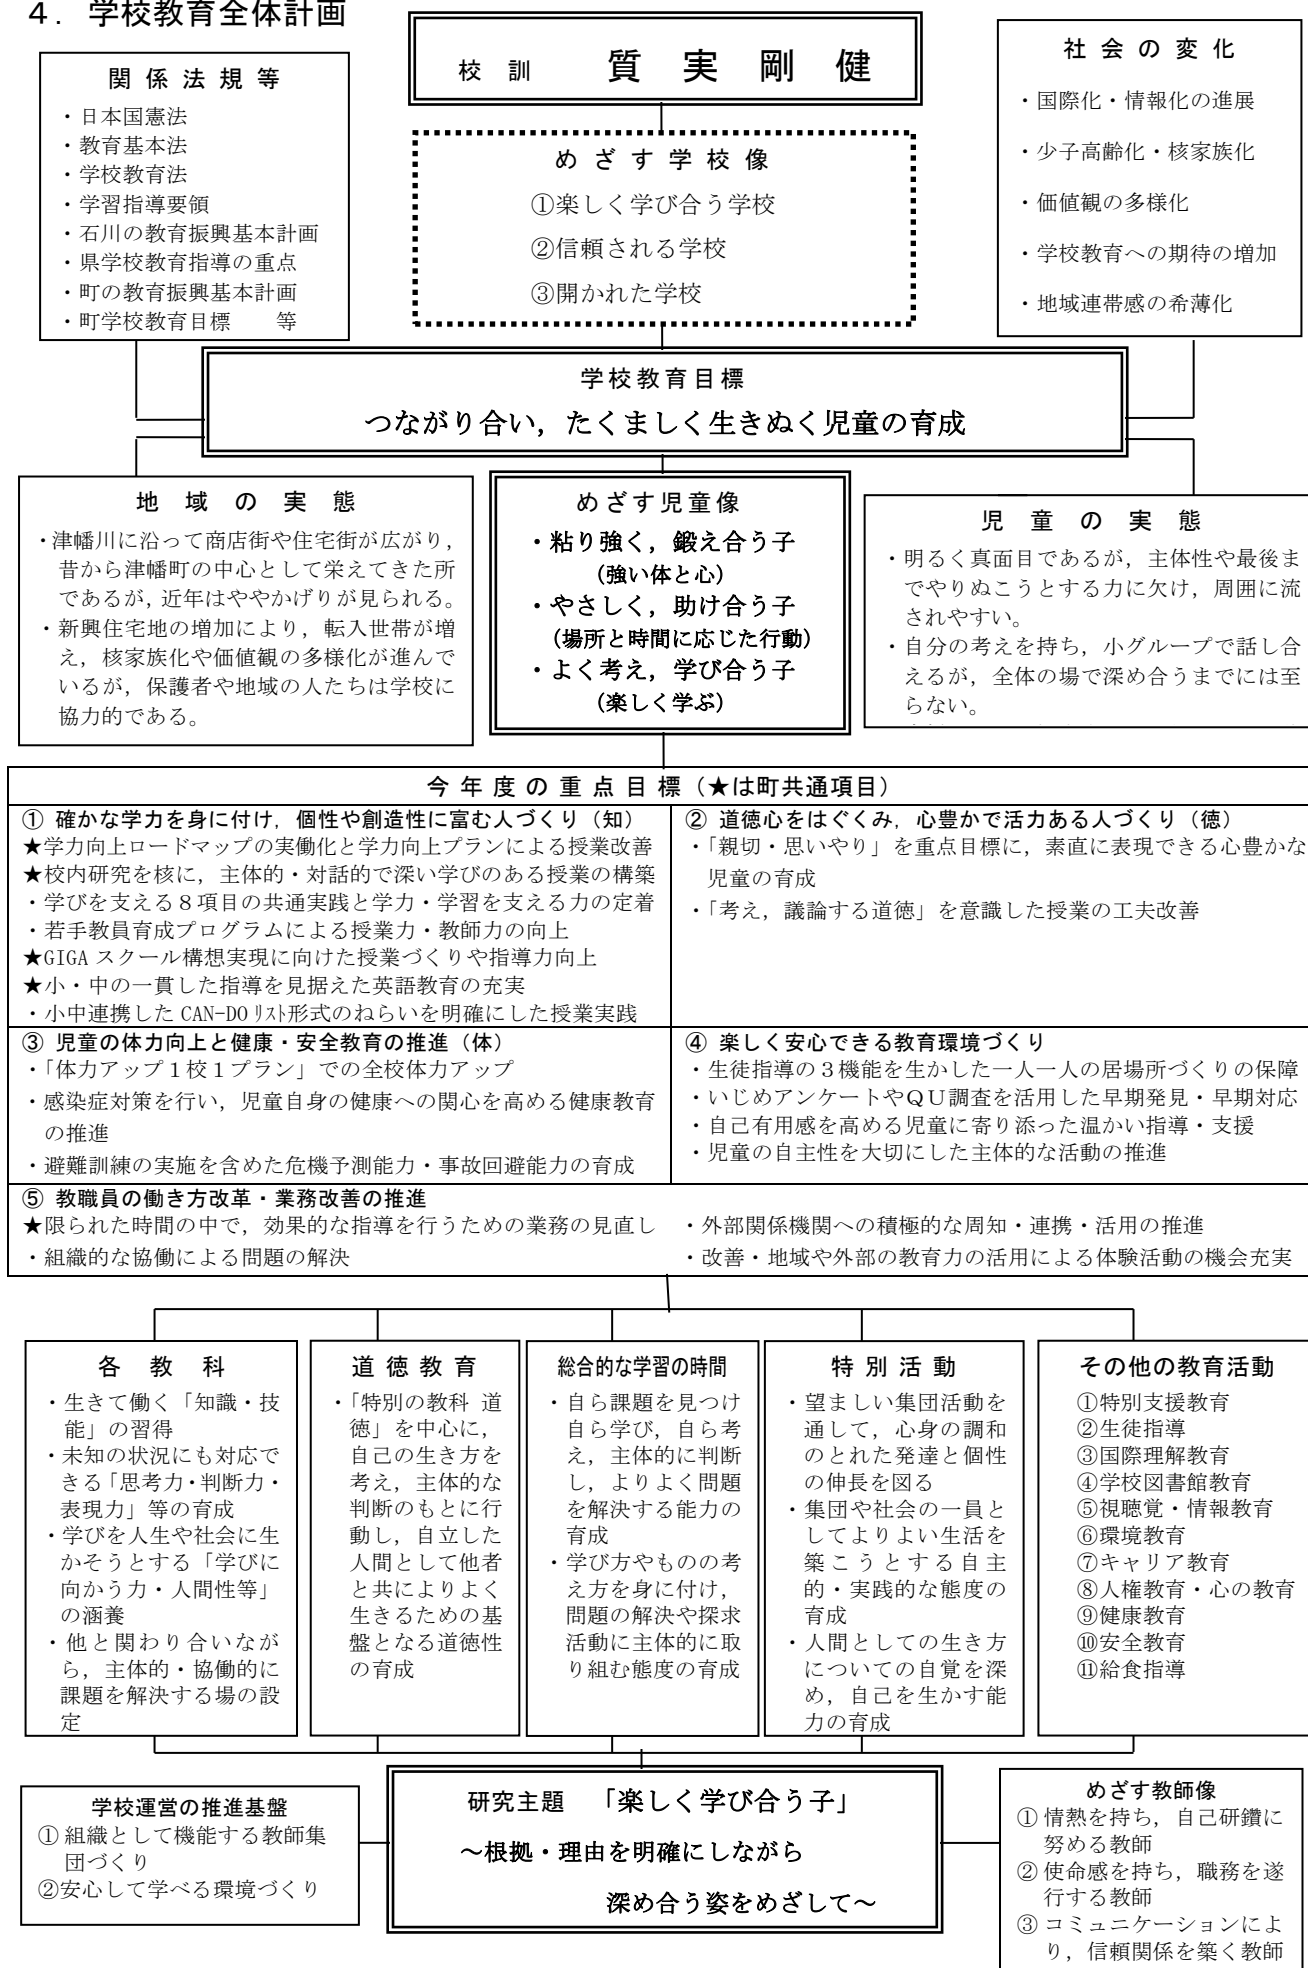 ４．学校教育全体計画
関係法規等
・日本国憲法
・教育基本法
・学校教育法
・学習指導要領
・石川の教育振興基本計画
・県学校教育指導の重点
・町の教育振興基本計画
・町学校教育目標　　等
校訓　　質実剛健
めざす学校像
①楽しく学び合う学校
②信頼される学校
③開かれた学校
社会の変化
・国際化・情報化の進展
・少子高齢化・核家族化
・価値観の多様化
・学校教育への期待の増加
・地域連帯感の希薄化
学校教育目標
つながり合い，たくましく生きぬく児童の育成
地域の実態
・津幡川に沿って商店街や住宅街が広がり，
昔から津幡町の中心として栄えてきた所
であるが，近年はややかげりが見られる。
・新興住宅地の増加により，転入世帯が増
え，核家族化や価値観の多様化が進んで
いるが，保護者や地域の人たちは学校に
協力的である。
めざす児童像
・粘り強く，鍛え合う子
（強い体と心）
・やさしく，助け合う子
（場所と時間に応じた行動）
・よく考え，学び合う子
（楽しく学ぶ）
児童の実態
・明るく真面目であるが，主体性や最後ま
でやりぬこうとする力に欠け，周囲に流
されやすい。
・自分の考えを持ち，小グループで話し合
えるが，全体の場で深め合うまでには至
らない。
今年度の重点目標（★は町共通項目）
① 確かな学力を身に付け，個性や創造性に富む人づくり（知）
★学力向上ロードマップの実働化と学力向上プランによる授業改善
★校内研究を核に，主体的・対話的で深い学びのある授業の構築
・学びを支える８項目の共通実践と学力・学習を支える力の定着
・若手教員育成プログラムによる授業力・教師力の向上
★GIGA スクール構想実現に向けた授業づくりや指導力向上
★小・中の一貫した指導を見据えた英語教育の充実
・小中連携した CAN-DO ﾘｽﾄ形式のねらいを明確にした授業実践
② 道徳心をはぐくみ，心豊かで活力ある人づくり（徳）
・「親切・思いやり」を重点目標に，素直に表現できる心豊かな
児童の育成
・「考え，議論する道徳」を意識した授業の工夫改善
③ 児童の体力向上と健康・安全教育の推進（体）
・「体力アップ１校１プラン」での全校体力アップ
・感染症対策を行い，児童自身の健康への関心を高める健康教育
の推進
・避難訓練の実施を含めた危機予測能力・事故回避能力の育成
④ 楽しく安心できる教育環境づくり
・生徒指導の３機能を生かした一人一人の居場所づくりの保障
・いじめアンケートやＱＵ調査を活用した早期発見・早期対応
・自己有用感を高める児童に寄り添った温かい指導・支援
・児童の自主性を大切にした主体的な活動の推進
⑤ 教職員の働き方改革・業務改善の推進
★限られた時間の中で，効果的な指導を行うための業務の見直し　・外部関係機関への積極的な周知・連携・活用の推進
・組織的な協働による問題の解決　・改善・地域や外部の教育力の活用による体験活動の機会充実
各教科
・生きて働く「知識・技
能」の習得
・未知の状況にも対応で
きる「思考力・判断力・
表現力」等の育成
・学びを人生や社会に生
かそうとする「学びに
向かう力・人間性等」
の涵養
・他と関わり合いなが
ら，主体的・協働的に
課題を解決する場の設
定
道徳教育
・「特別の教科 道
徳」を中心に，
自己の生き方を
考え，主体的な
判断のもとに行
動し，自立した
人間として他者
と共によりよく
生きるための基
盤となる道徳性
の育成
総合的な学習の時間
・自ら課題を見つけ
自ら学び，自ら考
え，主体的に判断
し，よりよく問題
を解決する能力の
育成
・学び方やものの考
え方を身に付け，
問題の解決や探求
活動に主体的に取
り組む態度の育成
特別活動
・望ましい集団活動を
通して，心身の調和
のとれた発達と個性
の伸長を図る
・集団や社会の一員と
してよりよい生活を
築こうとする自主
的・実践的な態度の
育成
・人間としての生き方
についての自覚を深
め，自己を生かす能
力の育成
その他の教育活動
①特別支援教育
②生徒指導
③国際理解教育
④学校図書館教育
⑤視聴覚・情報教育
⑥環境教育
⑦キャリア教育
⑧人権教育・心の教育
⑨健康教育
⑩安全教育
⑪給食指導
学校運営の推進基盤
① 組織として機能する教師集
団づくり
②安心して学べる環境づくり
研究主題　「楽しく学び合う子」
～根拠・理由を明確にしながら
深め合う姿をめざして～
めざす教師像
① 情熱を持ち，自己研鑽に
努める教師
② 使命感を持ち，職務を遂
行する教師
③ コミュニケーションによ
り，信頼関係を築く教師